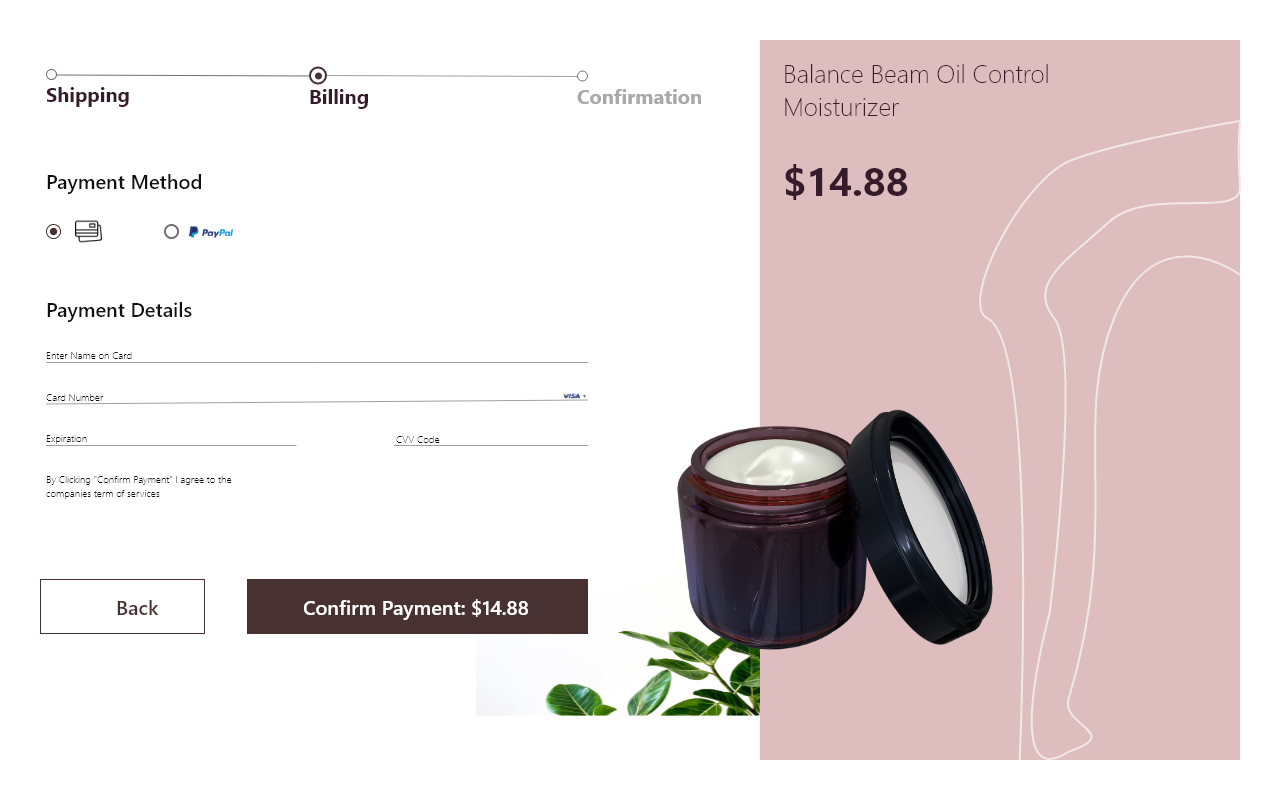 Shipping
Billing
Confirmation
Payment Method
PayPal
Payment Details
Enter Name on Card
Card Number
VISA
Expiration
CVV Code
By Clicking "Confirm Payment" I agree to the
companies term of services
Back
Confirm Payment: $14.88
Balance Beam Oil Control
Moisturizer
$14.88